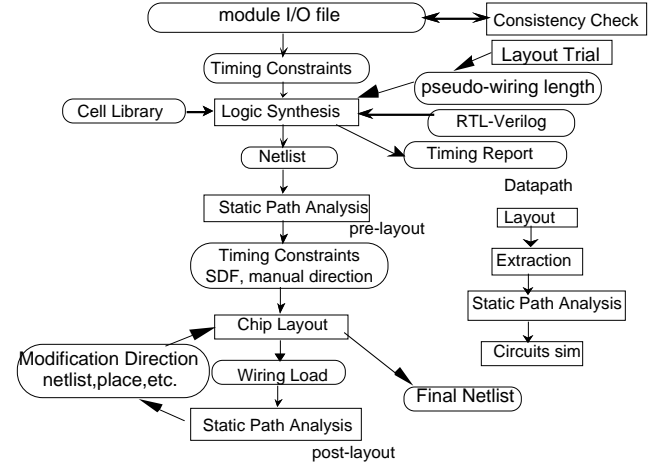 module I/O file
Consistency Check
Layout Trial
Timing Constraints
pseudo-wiring length
Cell Library
Logic Synthesis
RTL-Verilog
Netlist
Timing Report
Datapath
Static Path Analysis
Layout
pre-layout
Timing Constraints
SDF, manual direction
Extraction
Static Path Analysis
Chip Layout
Circuits sim
Modification Direction
netlist,place,etc.
Wiring Load
Final Netlist
Static Path Analysis
post-layout